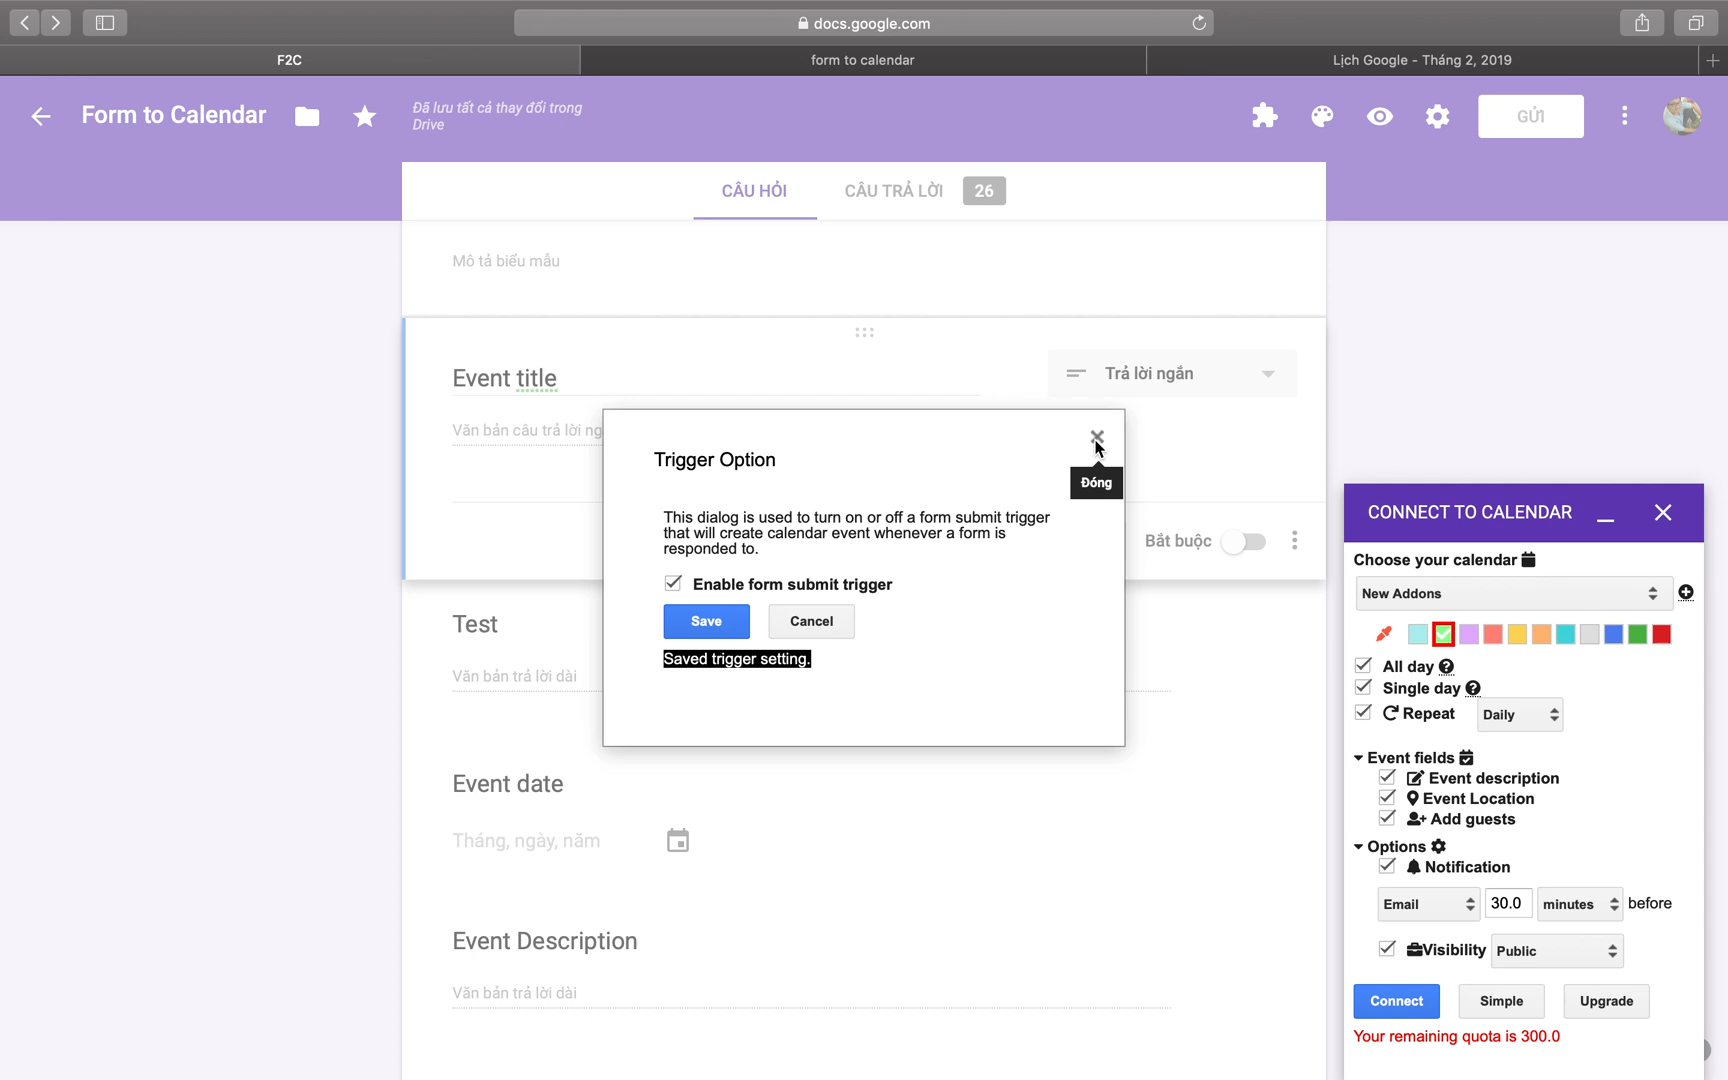 docs.google.com
F2C
form to calendar
Lịch Google - Tháng 2, 2019
Form to Calendar
Đã lưu tất cả thay đổi trong
Drive
GỬI
CÂU HỎI
CÂU TRẢ LỜI
26
Mô tả biểu mẫu
Event title
Trả lời ngắn
Văn bản câu trả lời ng
Trigger Option
Đóng
This dialog is used to turn on or off a form submit trigger
that will create calendar event whenever a form is
responded to.
Enable form submit trigger
Save
Cancel
Saved trigger setting.
Bắt buộc
Test
Văn bản trả lời dài
Event date
Tháng, ngày, năm
Event Description
Văn bản trả lời dài
CONNECT TO CALENDAR
Choose your calendar
New Addons
All day
Single day
Repeat
Daily
Event fields
Event description
Event Location
Add guests
Options
Notification
Email
30.0
minutes
before
Visibility
Public
Connect
Simple
Upgrade
Your remaining quota is 300.0